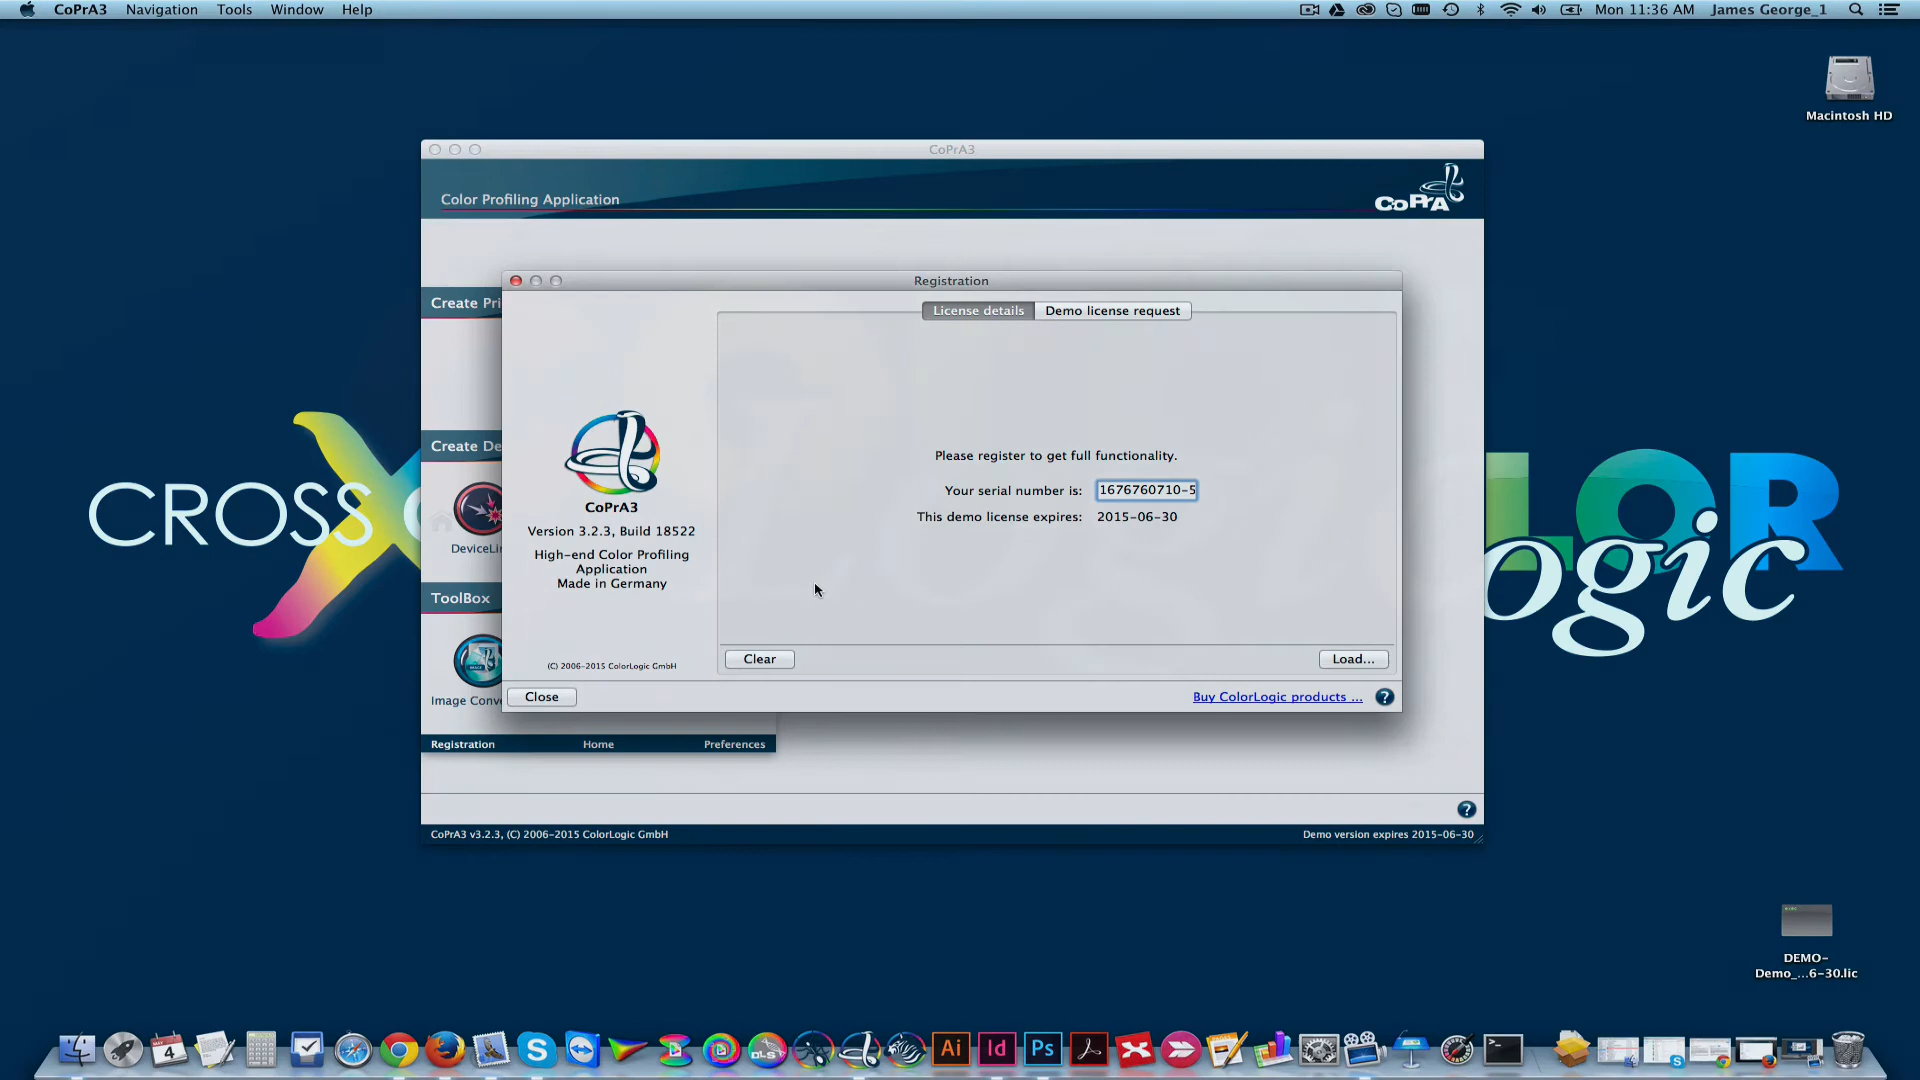 CoPrA3 Navigation Tools Window Help Mon 11:36 AM James George_1
Macintosh HD
CoPrA3
Color Profiling Application
CoPrA
Registration
Create Pri
License details Demo license request
Please register to get full functionality.
Create De
Your serial number is: 1676760710-5
CoPrA3
This demo license expires: 2015-06-30
Version 3.2.3, Build 18522
CROSS
LOR
ogic
DeviceLin
High-end Color Profiling
Application
Made in Germany
ToolBox
Clear Load...
(C) 2006-2015 ColorLogic GmbH
Image Conve
Close Buy ColorLogic products ... ?
Registration Home Preferences
?
CoPrA3 v3.2.3, (C) 2006-2015 ColorLogic GmbH Demo version expires 2015-06-30
DEMO-
Demo_...6-30.lic
4 S DLST Ai Id Ps